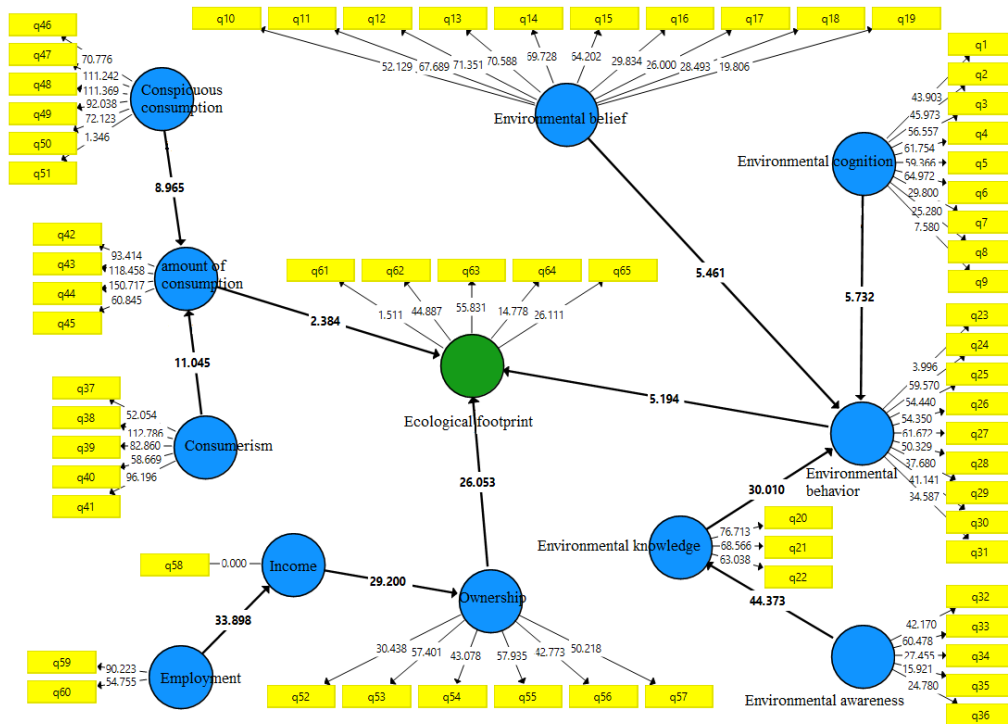 q46
q47
q48
q49
q50
q51
70.776
111.242
111.369
92.038
72.123
1.346
Conspicuous
consumption
8.965
q10
q11
q12
q13
q14
q15
q16
q17
q18
q19
52.129
67.689
71.351
70.588
59.728
64.202
29.834
26.000
28.493
19.806
Environmental belief
5.461
q1
q2
q3
q4
q5
q6
q7
q8
q9
43.903
45.973
56.557
61.754
59.366
64.972
29.800
25.280
7.580
Environmental cognition
5.732
q42
q43
q44
q45
93.414
118.458
150.717
60.845
amount of
consumption
2.384
q61
q62
q63
q64
q65
1.511
44.887
55.831
14.778
26.111
Ecological footprint
5.194
q23
q24
q25
q26
q27
q28
q29
q30
q31
3.996
59.570
54.440
54.350
61.672
50.329
37.680
41.141
34.587
Environmental
behavior
11.045
q37
q38
q39
q40
q41
52.054
112.786
82.860
58.669
96.196
Consumerism
26.053
30.010
q20
q21
q22
76.713
68.566
63.038
Environmental knowledge
44.373
q58
0.000
Income
29.200
Ownership
33.898
q59
q60
90.223
54.755
Employment
30.438
57.401
43.078
57.935
42.773
50.218
q52
q53
q54
q55
q56
q57
q32
q33
q34
q35
q36
42.170
60.478
27.455
15.921
24.780
Environmental awareness